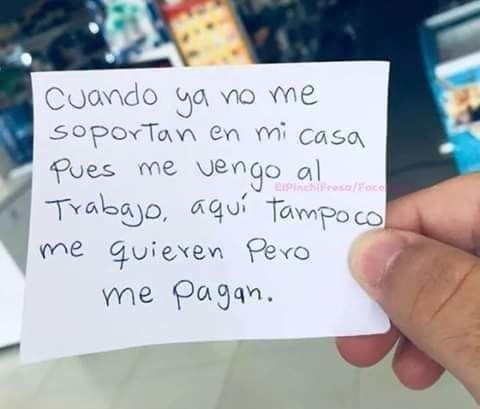 Cuando ya no me
soportan en mi casa
Pues me vengo al
ElPinchiFresa/Face
Trabajo, aquí tampoco
me quieren Pero
me pagan.